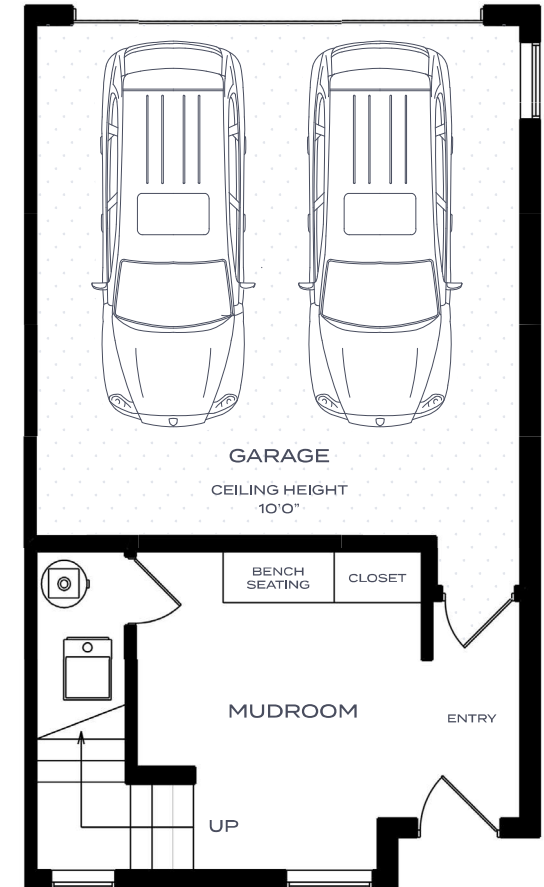 GARAGE
CEILING HEIGHT
10'0"
BENCH
SEATING
CLOSET
MUDROOM
ENTRY
UP